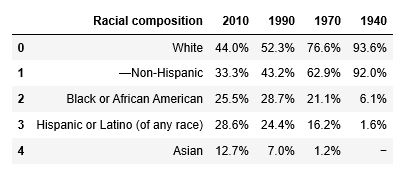 Racial composition 2010 1990 1970 1940
0 White 44.0% 52.3% 76.6% 93.6%
1 —Non-Hispanic 33.3% 43.2% 62.9% 92.0%
2 Black or African American 25.5% 28.7% 21.1% 6.1%
3 Hispanic or Latino (of any race) 28.6% 24.4% 16.2% 1.6%
4 Asian 12.7% 7.0% 1.2% −